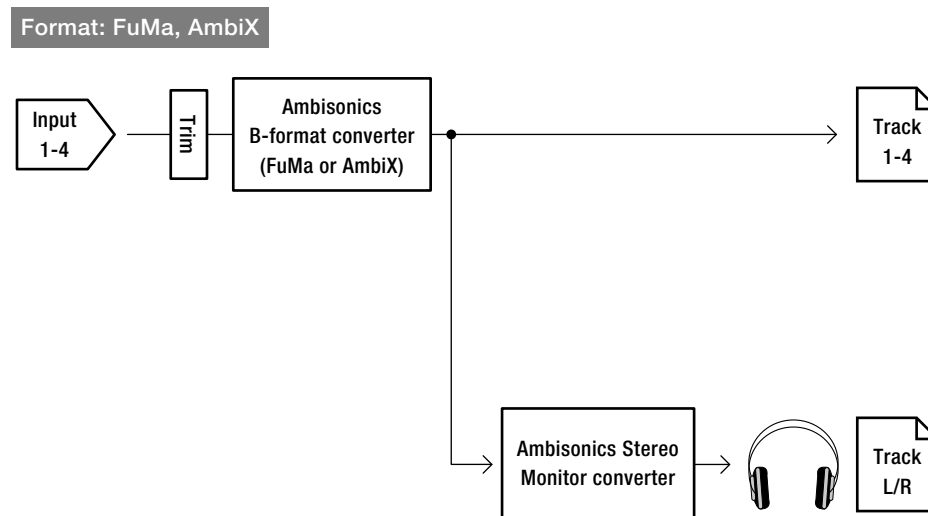 Format: FuMa, AmbiX
Input
1-4
Trim
Ambisonics
B-format converter
(FuMa or AmbiX)
Track
1-4
Ambisonics Stereo
Monitor converter
Track
L/R